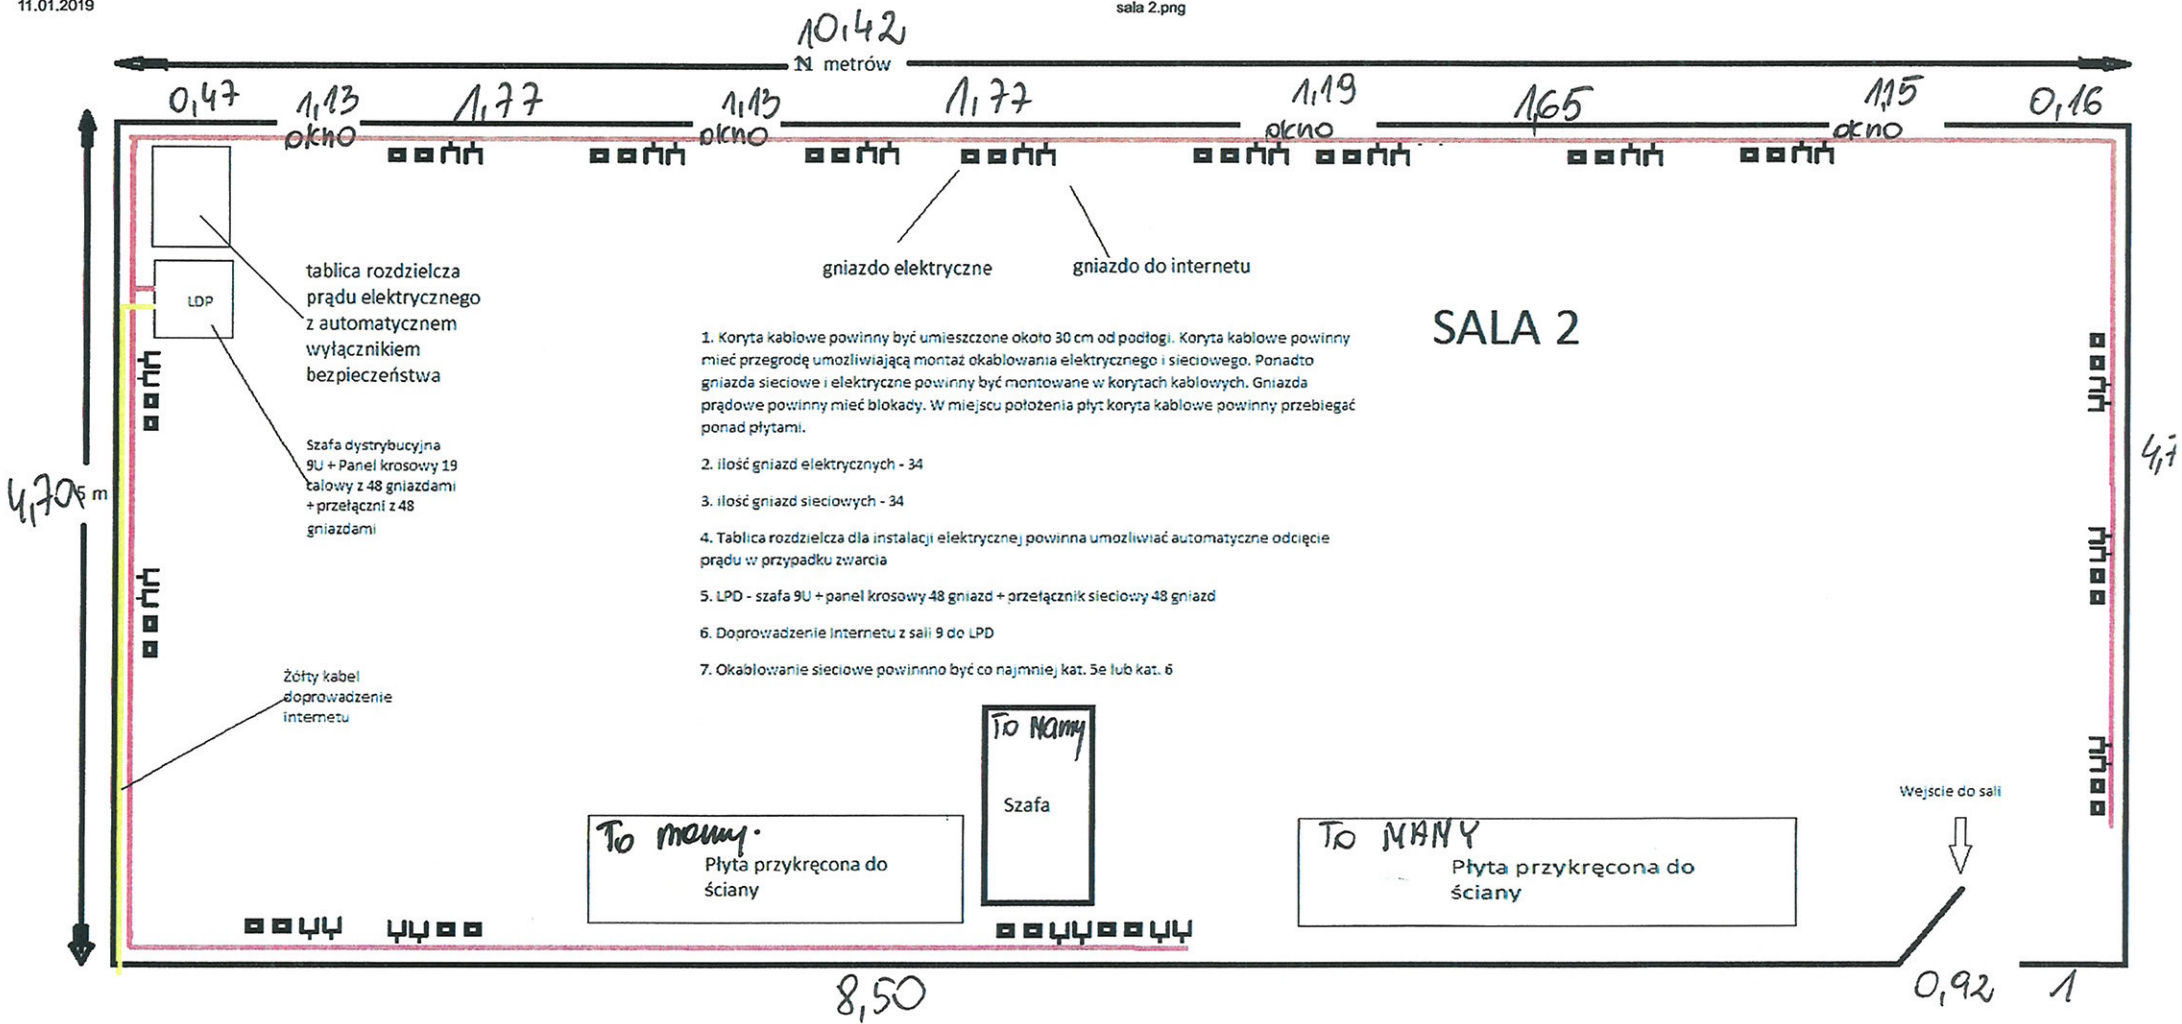 11.01.2019
sala 2.png
10,42
11 metrów
0,47
1,13
1,77
1,13
1,77
1,19
1,65
1,15
0,16
okno
okno
okno
okno
gniazdo elektryczne
gniazdo do internetu
tablica rozdzielcza
prądu elektrycznego
z automatycznem
wyłącznikiem
bezpieczeństwa
LDP
SALA 2
1. Koryta kablowe powinny być umieszczone około 30 cm od podłogi. Koryta kablowe powinny
mieć przegrodę umozliwiającą montaż okablowania elektrycznego i sieciowego. Ponadto
gniazda sieciowe i elektryczne powinny być montowane w korytach kablowych. Gniazda
prądowe powinny mieć blokady. W miejscu położenia płyt koryta kablowe powinny przebiegać
ponad płytami.
2. ilość gniazd elektrycznych - 34
3. ilość gniazd sieciowych - 34
4. Tablica rozdzielcza dla instalacji elektrycznej powinna umozliwiać automatyczne odcięcie
prądu w przypadku zwarcia
5. LPD - szafa 9U + panel krosowy 48 gniazd + przełącznik sieciowy 48 gniazd
6. Doprowadzenie Internetu z sali 9 do LPD
7. Okablowanie sieciowe powinnno być co najmniej kat. 5e lub kat. 6
Szafa dystrybucyjna
9U + Panel krosowy 19
calowy z 48 gniazdami
+ przełączni z 48
gniazdami
4,70
5 m
4,7
Żółty kabel
doprowadzenie
internetu
To mamy
Szafa
Wejscie do sali
To mamy.
Płyta przykręcona do
ściany
To MAMY
Płyta przykręcona do
ściany
8,50
0,92
1